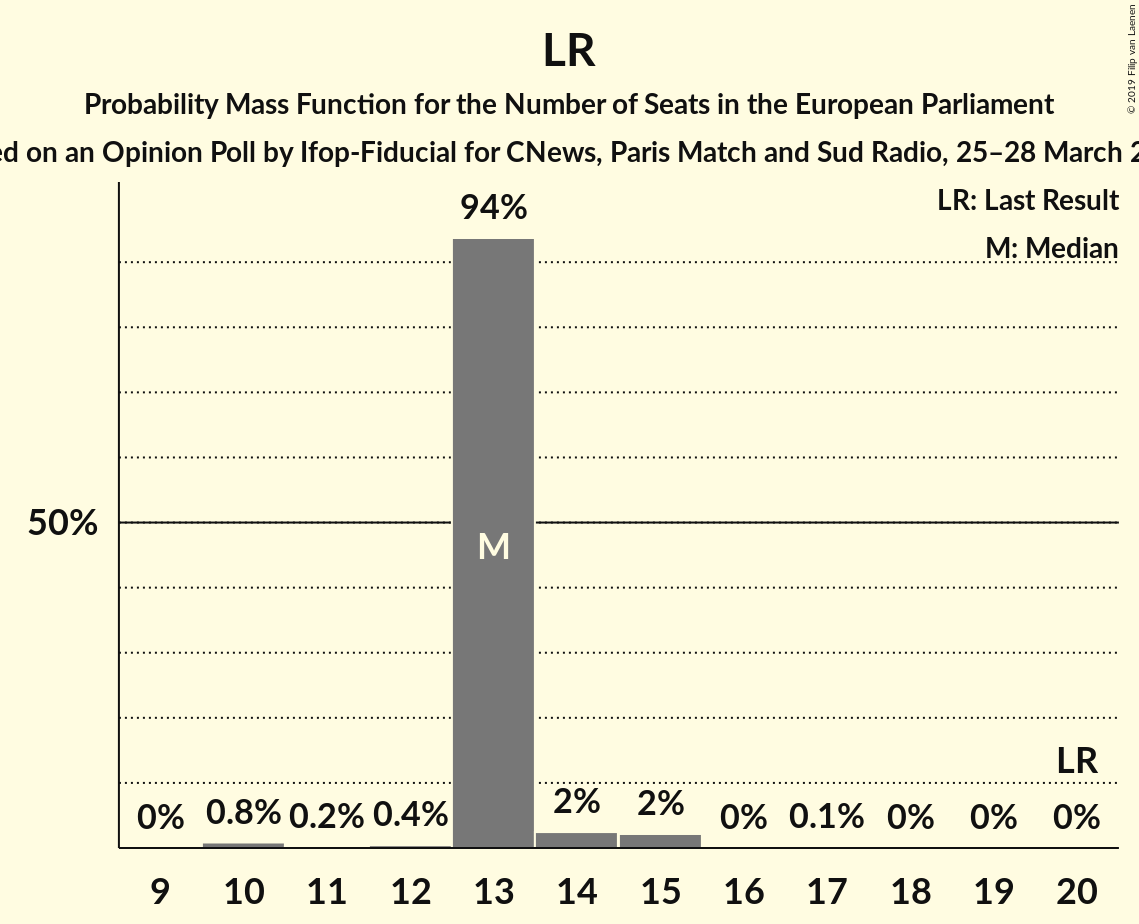 LR
Probability Mass Function for the Number of Seats in the European Parliament
on an Opinion Poll by Ifop-Fiducial for CNews, Paris Match and Sud Radio, 25–28 March
© 2019 Filip van Laenen
LR: Last Result
M: Median
94%
50%
M
LR
0% 0.8% 0.2% 0.4% 2% 2% 0% 0.1% 0% 0% 0%
9 10 11 12 13 14 15 16 17 18 19 20